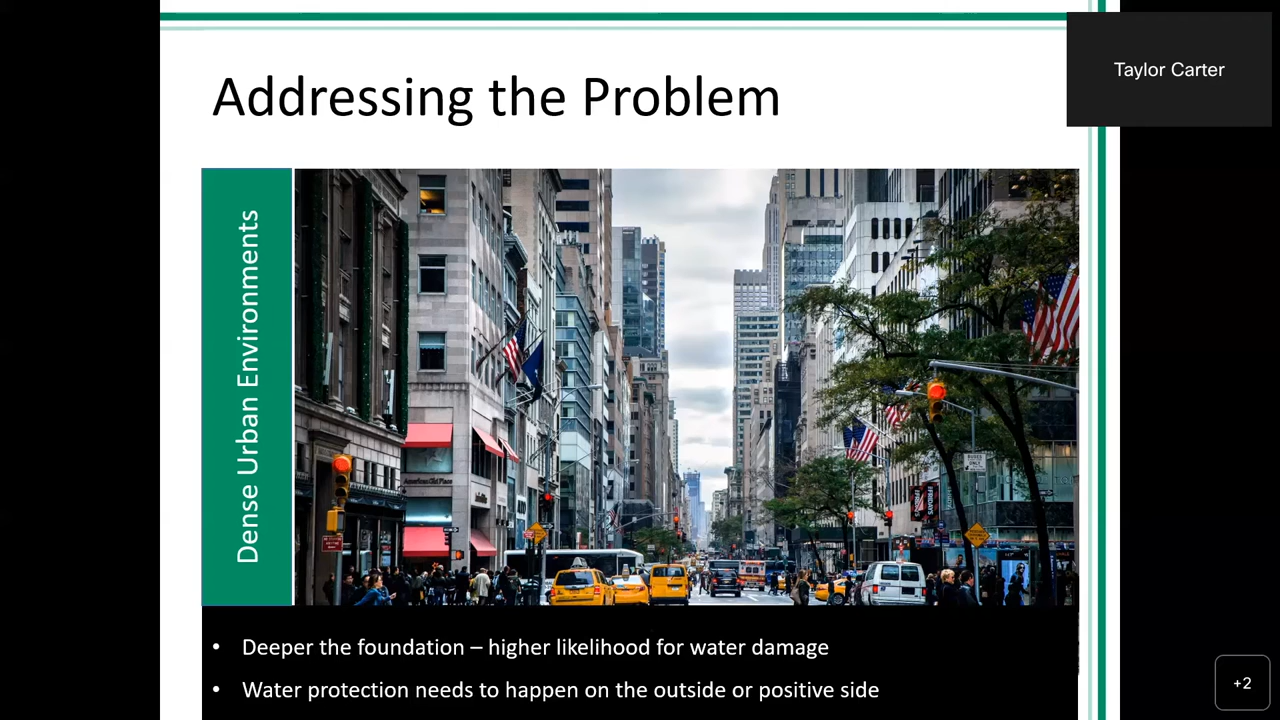 Addressing the Problem
Taylor Carter
Dense Urban Environments
FRIDAYS
• Deeper the foundation – higher likelihood for water damage
• Water protection needs to happen on the outside or positive side
+2